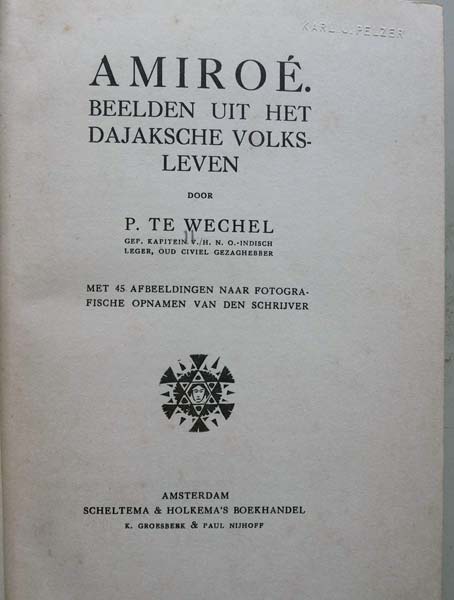 KARL J. PELZER
AMIROÉ.
BEELDEN UIT HET
DAJAKSCHE VOLKS-
LEVEN
DOOR
P. TE WECHEL
GEP. KAPITEIN V./H. N. O.-INDISCH
LEGER, OUD CIVIEL GEZAGHEBBER
MET 45 AFBEELDINGEN NAAR FOTOGRA-
FISCHE OPNAMEN VAN DEN SCHRIJVER
AMSTERDAM
SCHELTEMA & HOLKEMA'S BOEKHANDEL
K. GROESBEEK & PAUL NIJHOFF